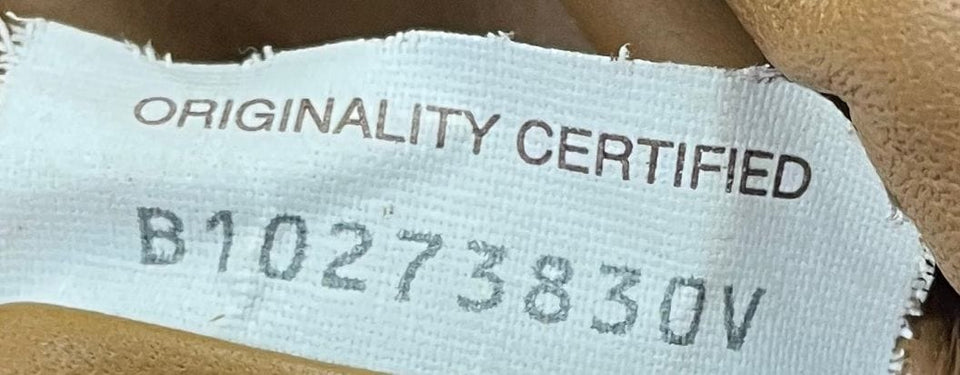 ORIGINALITY CERTIFIED
B10273830V